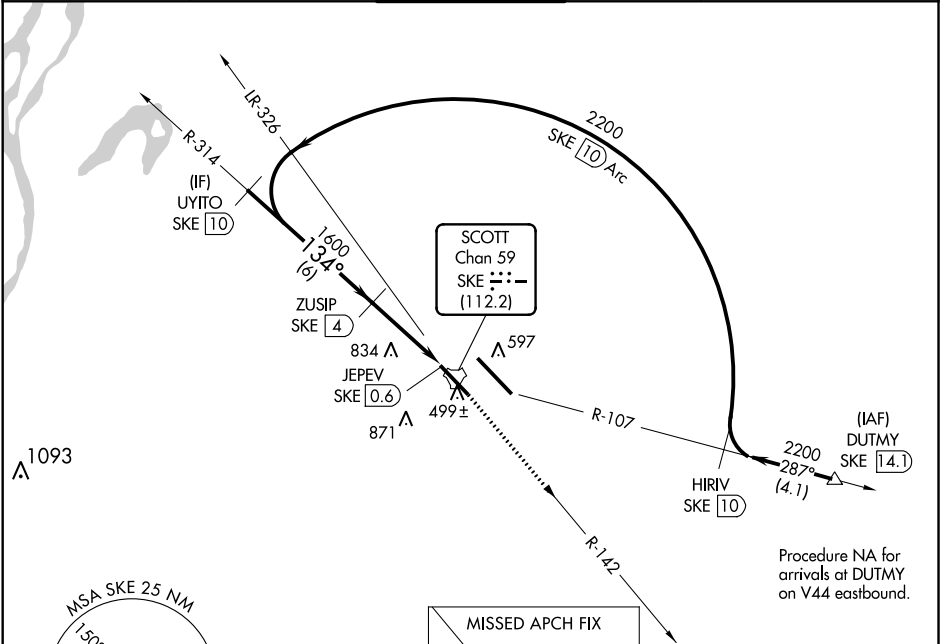 LR-326
R-314
2200
SKE 10 Arc
(IF)
UYITO
SKE 10
1600
134°
(6)
SCOTT
Chan 59
SKE
(112.2)
ZUSIP
SKE 4
834
597
JEPEV
SKE 0.6
499±
871
R-107
1093
(IAF)
DUTMY
SKE 14.1
2200
287°
(4.1)
HIRIV
SKE 10
R-142
Procedure NA for
arrivals at DUTMY
on V44 eastbound.
MSA SKE 25 NM
MISSED APCH FIX